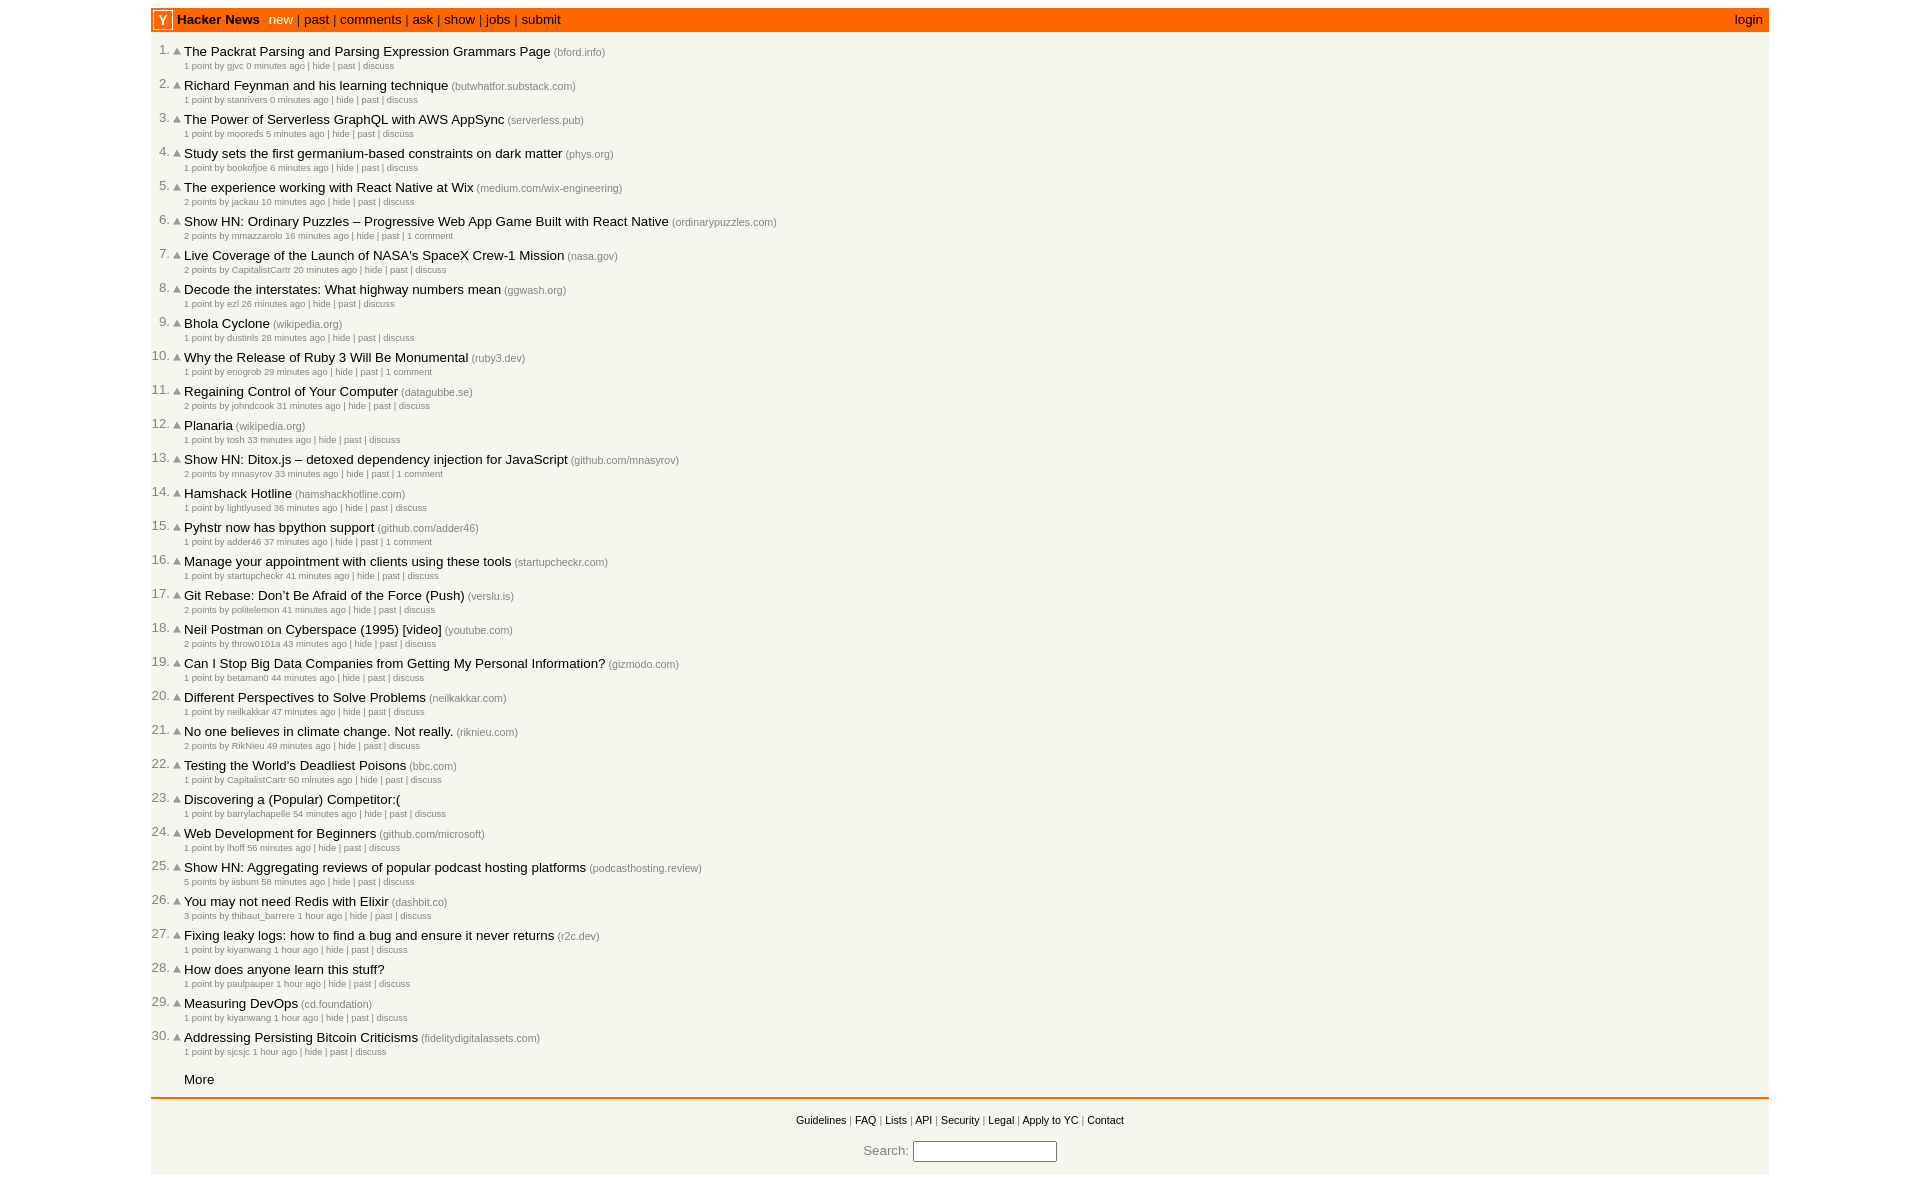 Y Hacker News new | past | comments | ask | show | jobs | submit login
1. The Packrat Parsing and Parsing Expression Grammars Page (bford.info)
1 point by gjvc 0 minutes ago | hide | past | discuss
2. Richard Feynman and his learning technique (butwhatfor.substack.com)
1 point by stanrivers 0 minutes ago | hide | past | discuss
3. The Power of Serverless GraphQL with AWS AppSync (serverless.pub)
1 point by mooreds 5 minutes ago | hide | past | discuss
4. Study sets the first germanium-based constraints on dark matter (phys.org)
1 point by bookofjoe 6 minutes ago | hide | past | discuss
5. The experience working with React Native at Wix (medium.com/wix-engineering)
2 points by jackau 10 minutes ago | hide | past | discuss
6. Show HN: Ordinary Puzzles – Progressive Web App Game Built with React Native (ordinarypuzzles.com)
2 points by mmazzarolo 16 minutes ago | hide | past | 1 comment
7. Live Coverage of the Launch of NASA's SpaceX Crew-1 Mission (nasa.gov)
2 points by CapitalistCartr 20 minutes ago | hide | past | discuss
8. Decode the interstates: What highway numbers mean (ggwash.org)
1 point by ezl 26 minutes ago | hide | past | discuss
9. Bhola Cyclone (wikipedia.org)
1 point by dustinls 28 minutes ago | hide | past | discuss
10. Why the Release of Ruby 3 Will Be Monumental (ruby3.dev)
1 point by enogrob 29 minutes ago | hide | past | 1 comment
11. Regaining Control of Your Computer (datagubbe.se)
2 points by johndcook 31 minutes ago | hide | past | discuss
12. Planaria (wikipedia.org)
1 point by tosh 33 minutes ago | hide | past | discuss
13. Show HN: Ditox.js – detoxed dependency injection for JavaScript (github.com/mnasyrov)
2 points by mnasyrov 33 minutes ago | hide | past | 1 comment
14. Hamshack Hotline (hamshackhotline.com)
1 point by lightlyused 36 minutes ago | hide | past | discuss
15. Pyhstr now has bpython support (github.com/adder46)
1 point by adder46 37 minutes ago | hide | past | 1 comment
16. Manage your appointment with clients using these tools (startupcheckr.com)
1 point by startupcheckr 41 minutes ago | hide | past | discuss
17. Git Rebase: Don’t Be Afraid of the Force (Push) (verslu.is)
2 points by politelemon 41 minutes ago | hide | past | discuss
18. Neil Postman on Cyberspace (1995) [video] (youtube.com)
2 points by throw0101a 43 minutes ago | hide | past | discuss
19. Can I Stop Big Data Companies from Getting My Personal Information? (gizmodo.com)
1 point by betaman0 44 minutes ago | hide | past | discuss
20. Different Perspectives to Solve Problems (neilkakkar.com)
1 point by neilkakkar 47 minutes ago | hide | past | discuss
21. No one believes in climate change. Not really. (riknieu.com)
2 points by RikNieu 49 minutes ago | hide | past | discuss
22. Testing the World's Deadliest Poisons (bbc.com)
1 point by CapitalistCartr 50 minutes ago | hide | past | discuss
23. Discovering a (Popular) Competitor:(
1 point by barrylachapelle 54 minutes ago | hide | past | discuss
24. Web Development for Beginners (github.com/microsoft)
1 point by lhoff 56 minutes ago | hide | past | discuss
25. Show HN: Aggregating reviews of popular podcast hosting platforms (podcasthosting.review)
5 points by iisbum 58 minutes ago | hide | past | discuss
26. You may not need Redis with Elixir (dashbit.co)
3 points by thibaut_barrere 1 hour ago | hide | past | discuss
27. Fixing leaky logs: how to find a bug and ensure it never returns (r2c.dev)
1 point by kiyanwang 1 hour ago | hide | past | discuss
28. How does anyone learn this stuff?
1 point by paulpauper 1 hour ago | hide | past | discuss
29. Measuring DevOps (cd.foundation)
1 point by kiyanwang 1 hour ago | hide | past | discuss
30. Addressing Persisting Bitcoin Criticisms (fidelitydigitalassets.com)
1 point by sjcsjc 1 hour ago | hide | past | discuss
More
Guidelines | FAQ | Lists | API | Security | Legal | Apply to YC | Contact
Search: